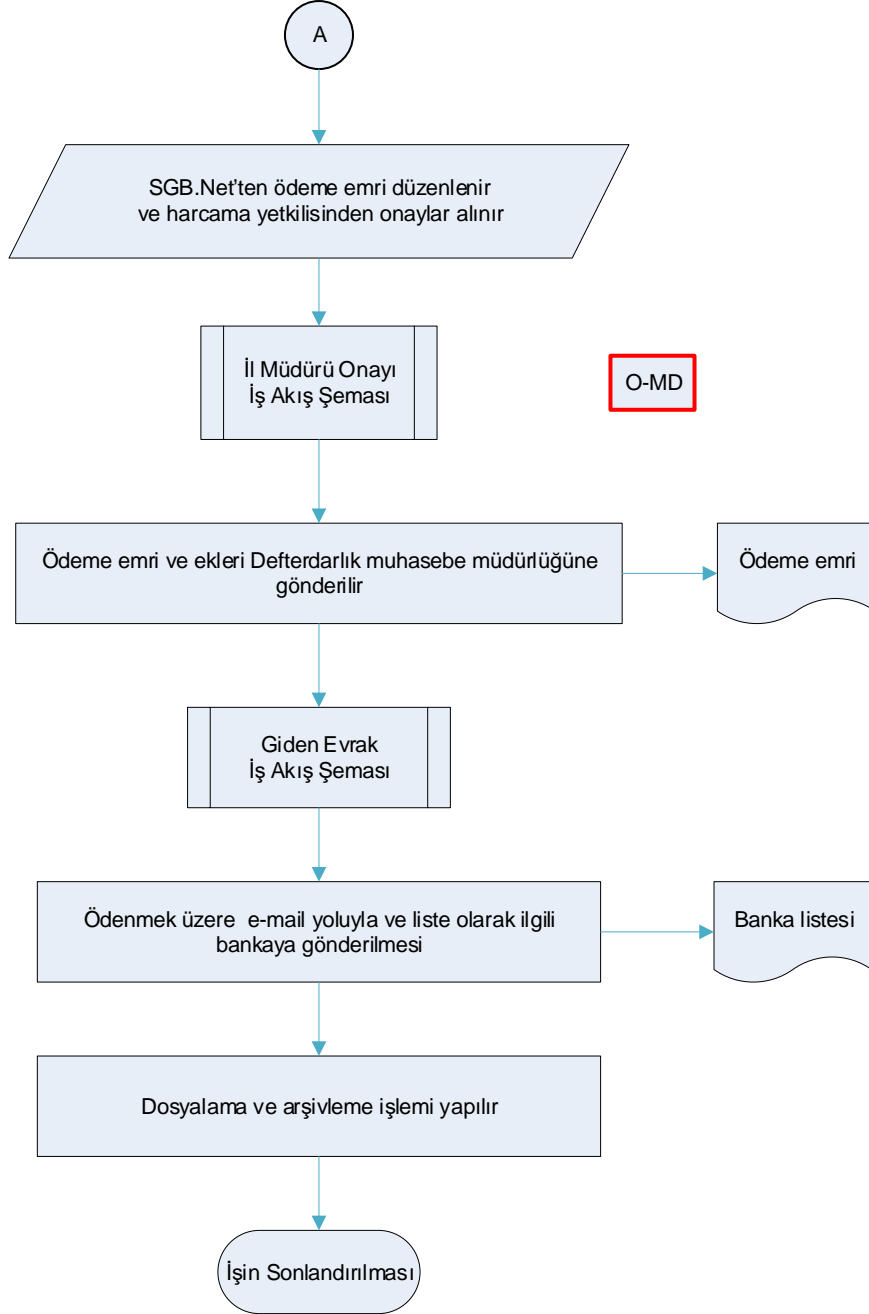 A
SGB.Net'ten ödeme emri düzenlenir
ve harcama yetkilisinden onaylar alınır
İl Müdürü Onayı
İş Akış Şeması
O-MD
Ödeme emri ve ekleri Defterdarlık muhasebe müdürlüğüne
gönderilir
Ödeme emri
Giden Evrak
İş Akış Şeması
Ödenmek üzere e-mail yoluyla ve liste olarak ilgili
bankaya gönderilmesi
Banka listesi
Dosyalama ve arşivleme işlemi yapılır
İşin Sonlandırılması